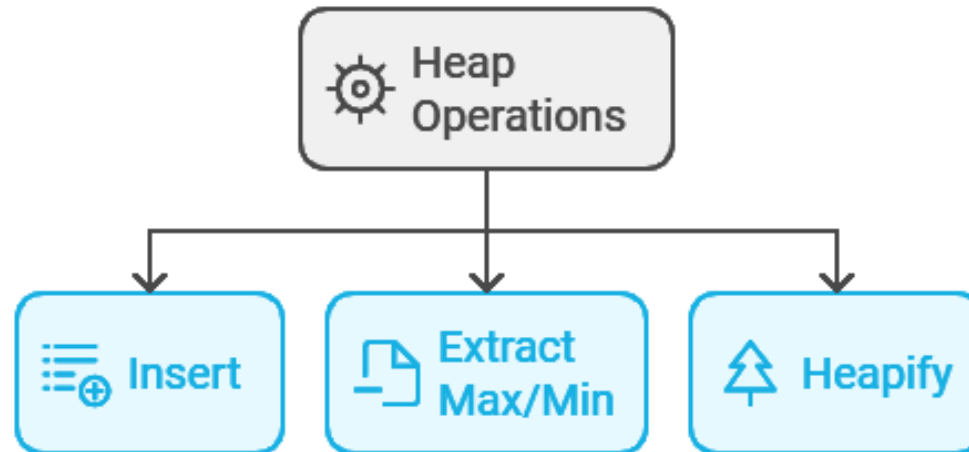 Heap
Operations
Insert
Extract
Max/Min
Heapify